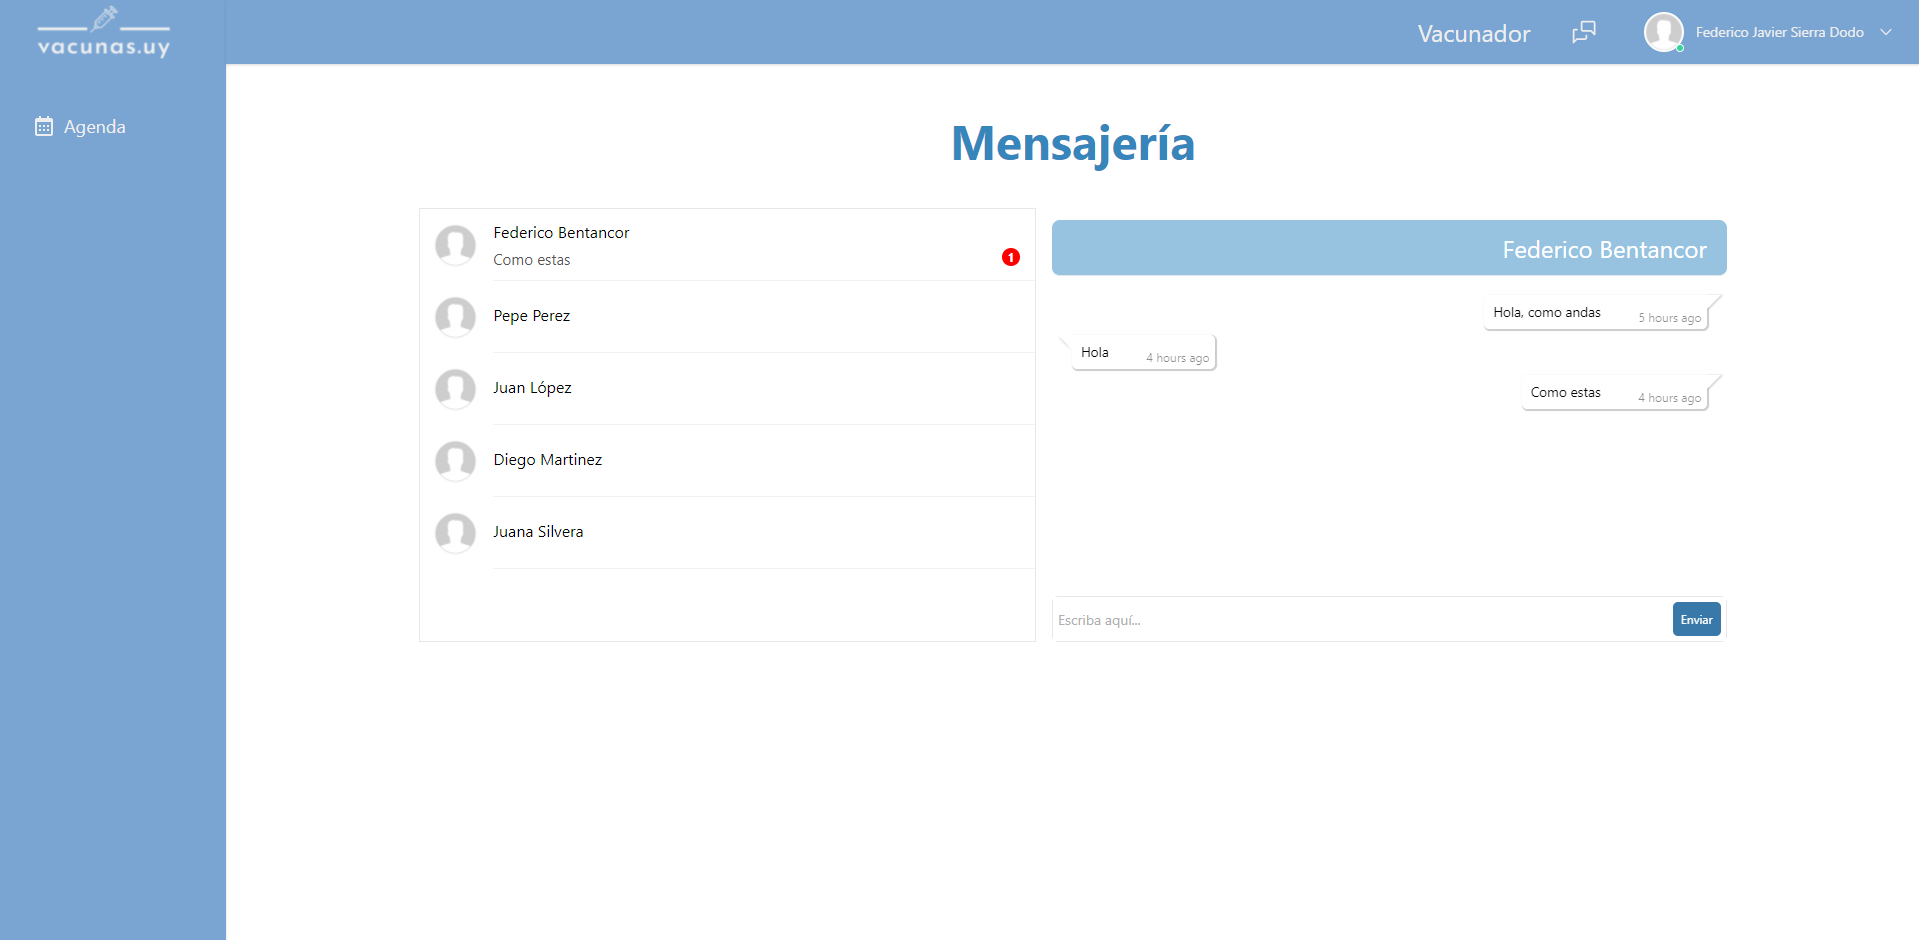 vacunas.uy
Vacunador
Federico Javier Sierra Dodo
Agenda
Mensajería
Federico Bentancor
Como estas
1
Pepe Perez
Juan López
Diego Martinez
Juana Silvera
Federico Bentancor
Hola, como andas 5 hours ago
Hola 4 hours ago
Como estas 4 hours ago
Escriba aquí...
Enviar